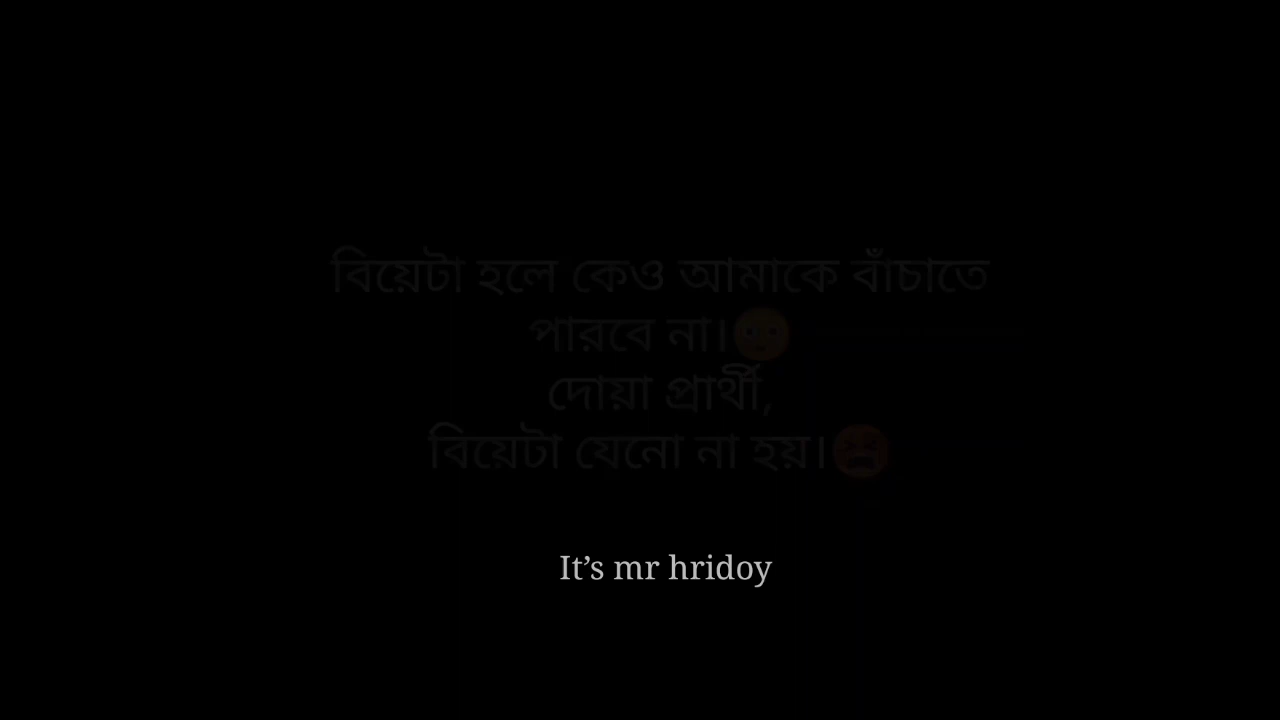 বিয়েটা হলে কেও আমাকে বাঁচাতে
পারবে না।😳
দোয়া প্রার্থী,
বিয়েটা যেনো না হয়।😫
It’s mr hridoy